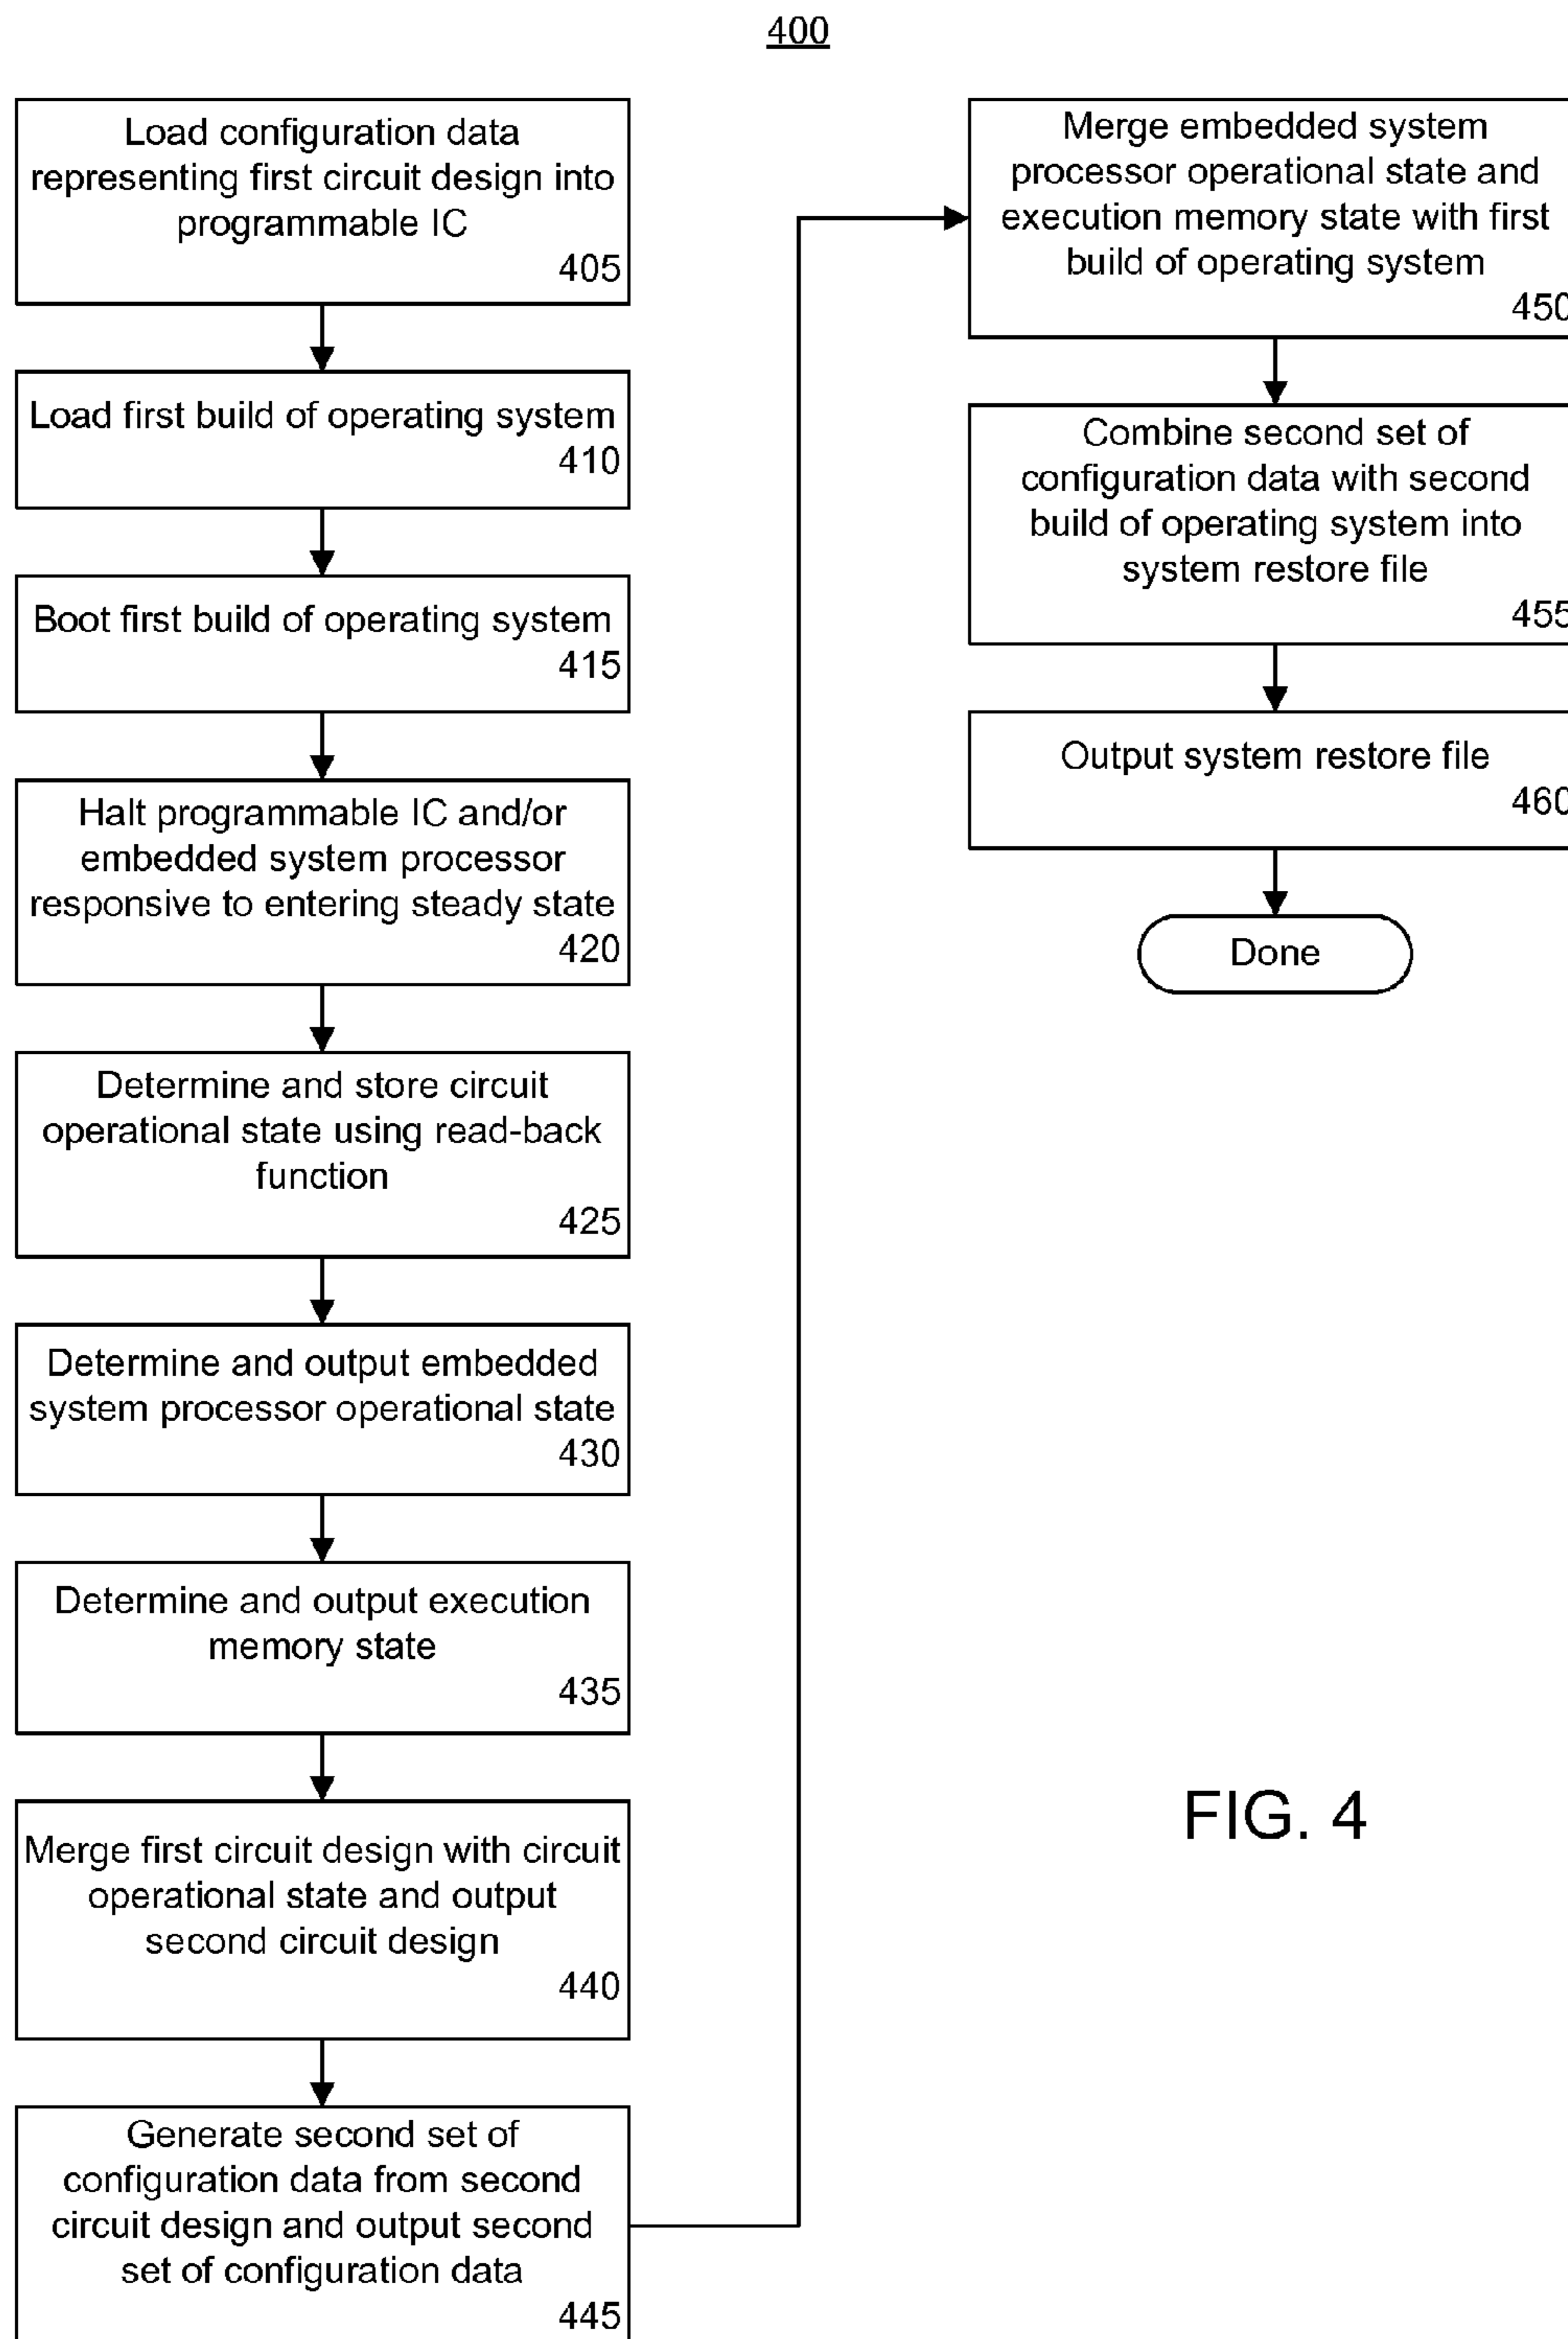 400
Load configuration data
representing first circuit design into
programmable IC
405
Load first build of operating system
410
Boot first build of operating system
415
Halt programmable IC and/or
embedded system processor
responsive to entering steady state
420
Determine and store circuit
operational state using read-back
function
425
Determine and output embedded
system processor operational state
430
Determine and output execution
memory state
435
Merge first circuit design with circuit
operational state and output
second circuit design
440
Generate second set of
configuration data from second
circuit design and output second
set of configuration data
445
Merge embedded system
processor operational state and
execution memory state with first
build of operating system
450
Combine second set of
configuration data with second
build of operating system into
system restore file
455
Output system restore file
460
Done
FIG. 4